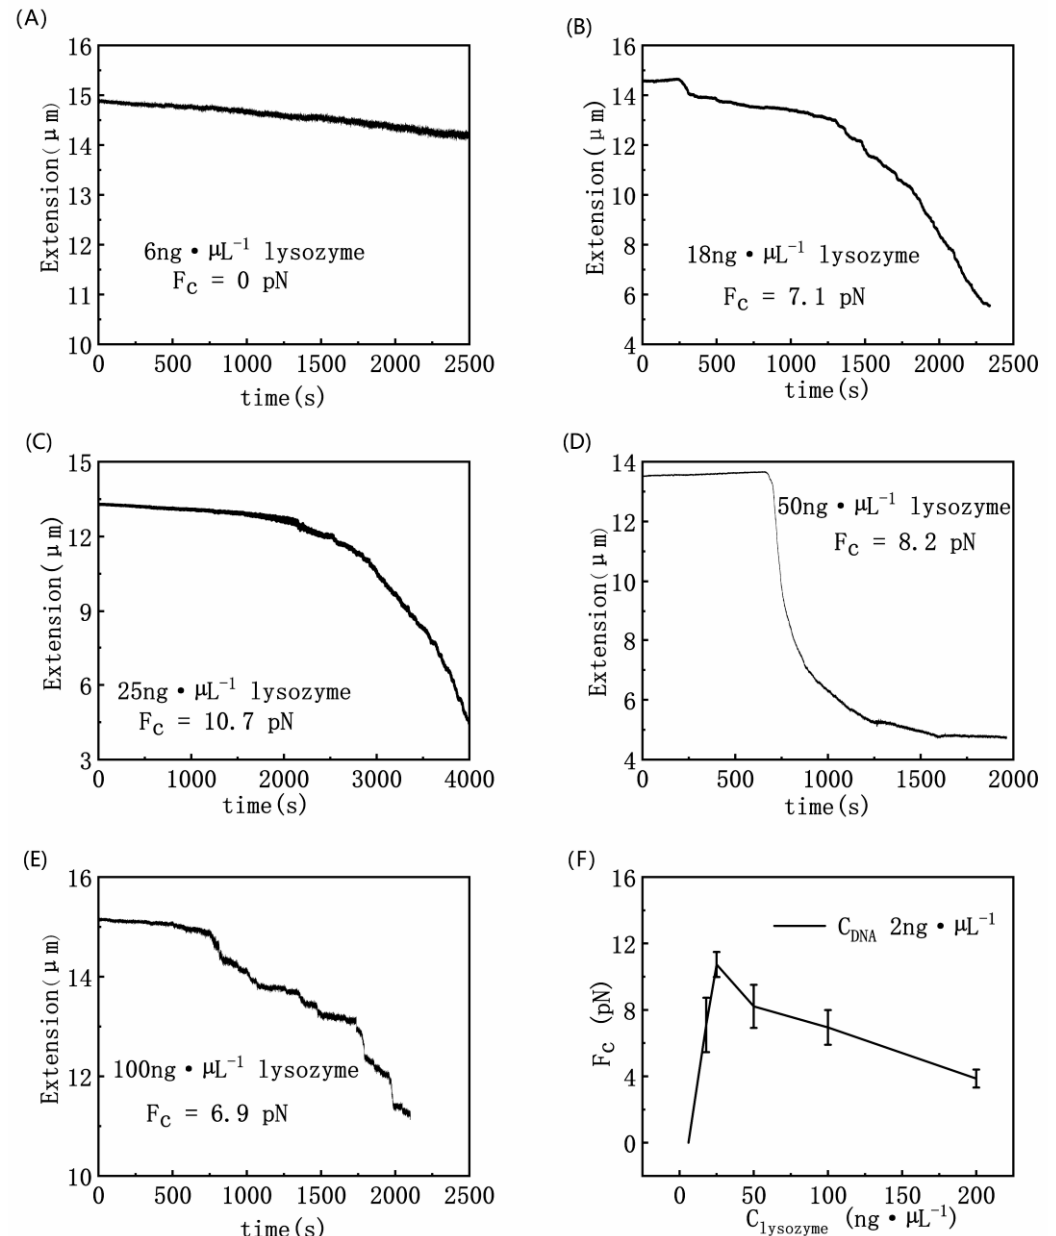 (A)
16
15
14
13
12
11
10
Extension(μm)
6ng•μL⁻¹ lysozyme
F_C = 0 pN
0 500 1000 1500 2000 2500
time(s)
(B)
16
14
12
10
8
6
4
Extension(μm)
18ng•μL⁻¹ lysozyme
F_C = 7.1 pN
0 500 1000 1500 2000 2500
time(s)
(C)
15
12
9
6
3
Extension(μm)
25ng•μL⁻¹ lysozyme
F_C = 10.7 pN
0 1000 2000 3000 4000
time(s)
(D)
14
12
10
8
6
4
Extension(μm)
50ng•μL⁻¹ lysozyme
F_C = 8.2 pN
0 500 1000 1500 2000
time(s)
(E)
16
14
12
10
Extension(μm)
100ng•μL⁻¹ lysozyme
F_C = 6.9 pN
0 500 1000 1500 2000 2500
time(s)
(F)
16
12
8
4
0
F_C (pN)
C_DNA 2ng•μL⁻¹
0 50 100 150 200
C_lysozyme (ng•μL⁻¹)